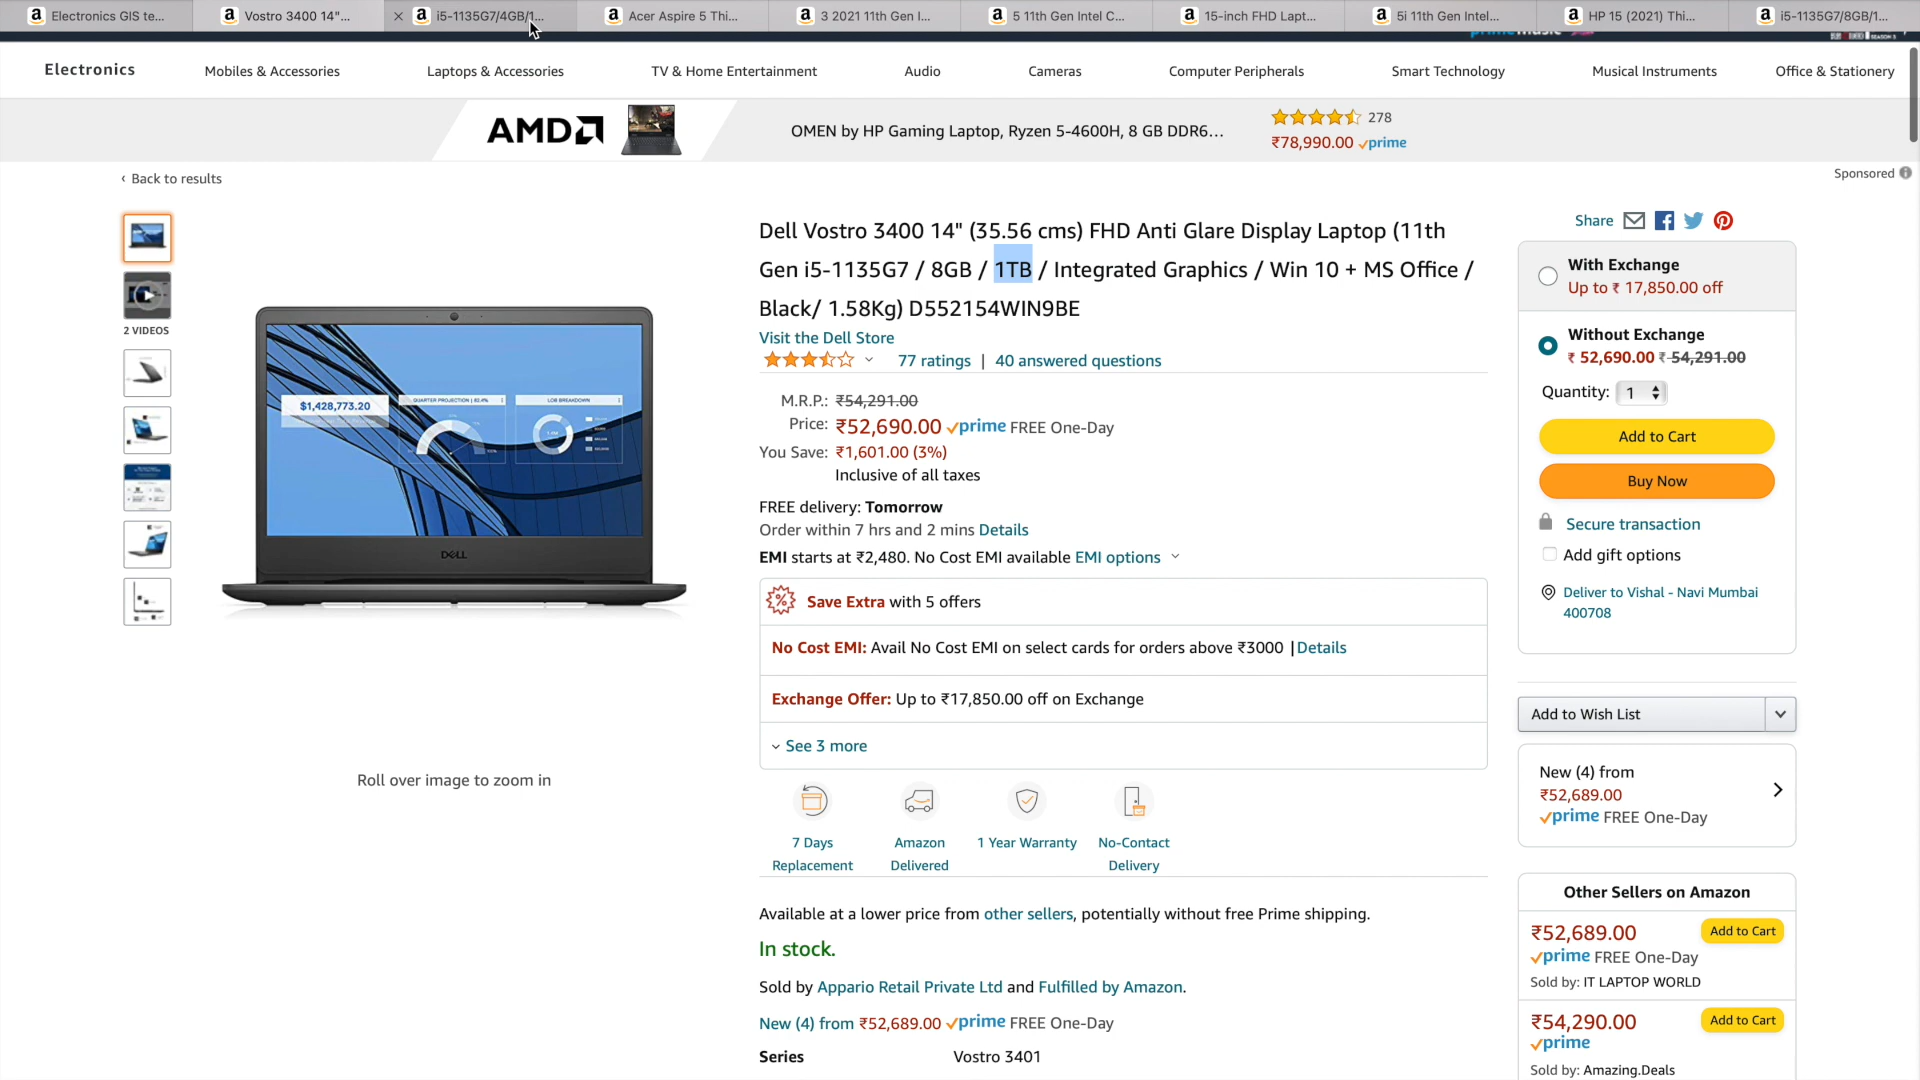 Electronics GIS te...
Vostro 3400 14"...
i5-1135G7/4GB/1...
Acer Aspire 5 Thi...
3 2021 11th Gen I...
5 11th Gen Intel C...
15-inch FHD Lapt...
5i 11th Gen Intel...
HP 15 (2021) Thi...
i5-1135G7/8GB/1...
Electronics
Mobiles & Accessories
Laptops & Accessories
TV & Home Entertainment
Audio
Cameras
Computer Peripherals
Smart Technology
Musical Instruments
Office & Stationery
AMD
OMEN by HP Gaming Laptop, Ryzen 5-4600H, 8 GB DDR6...
278
₹78,990.00 prime
‹ Back to results
Sponsored
2 VIDEOS
$1,428,773.20
DELL
Roll over image to zoom in
Dell Vostro 3400 14" (35.56 cms) FHD Anti Glare Display Laptop (11th
Gen i5-1135G7 / 8GB / 1TB / Integrated Graphics / Win 10 + MS Office /
Black/ 1.58Kg) D552154WIN9BE
Visit the Dell Store
77 ratings | 40 answered questions
M.R.P.: ₹54,291.00
Price: ₹52,690.00 prime FREE One-Day
You Save: ₹1,601.00 (3%)
Inclusive of all taxes
FREE delivery: Tomorrow
Order within 7 hrs and 2 mins Details
EMI starts at ₹2,480. No Cost EMI available EMI options
Save Extra with 5 offers
No Cost EMI: Avail No Cost EMI on select cards for orders above ₹3000 |Details
Exchange Offer: Up to ₹17,850.00 off on Exchange
See 3 more
7 Days
Replacement
Amazon
Delivered
1 Year Warranty
No-Contact
Delivery
Available at a lower price from other sellers, potentially without free Prime shipping.
In stock.
Sold by Appario Retail Private Ltd and Fulfilled by Amazon.
New (4) from ₹52,689.00 prime FREE One-Day
Series Vostro 3401
Share
With Exchange
Up to ₹ 17,850.00 off
Without Exchange
₹ 52,690.00 ₹ 54,291.00
Quantity: 1
Add to Cart
Buy Now
Secure transaction
Add gift options
Deliver to Vishal - Navi Mumbai
400708
Add to Wish List
New (4) from
₹52,689.00
prime FREE One-Day
Other Sellers on Amazon
₹52,689.00 Add to Cart
prime FREE One-Day
Sold by: IT LAPTOP WORLD
₹54,290.00 Add to Cart
prime
Sold by: Amazing.Deals